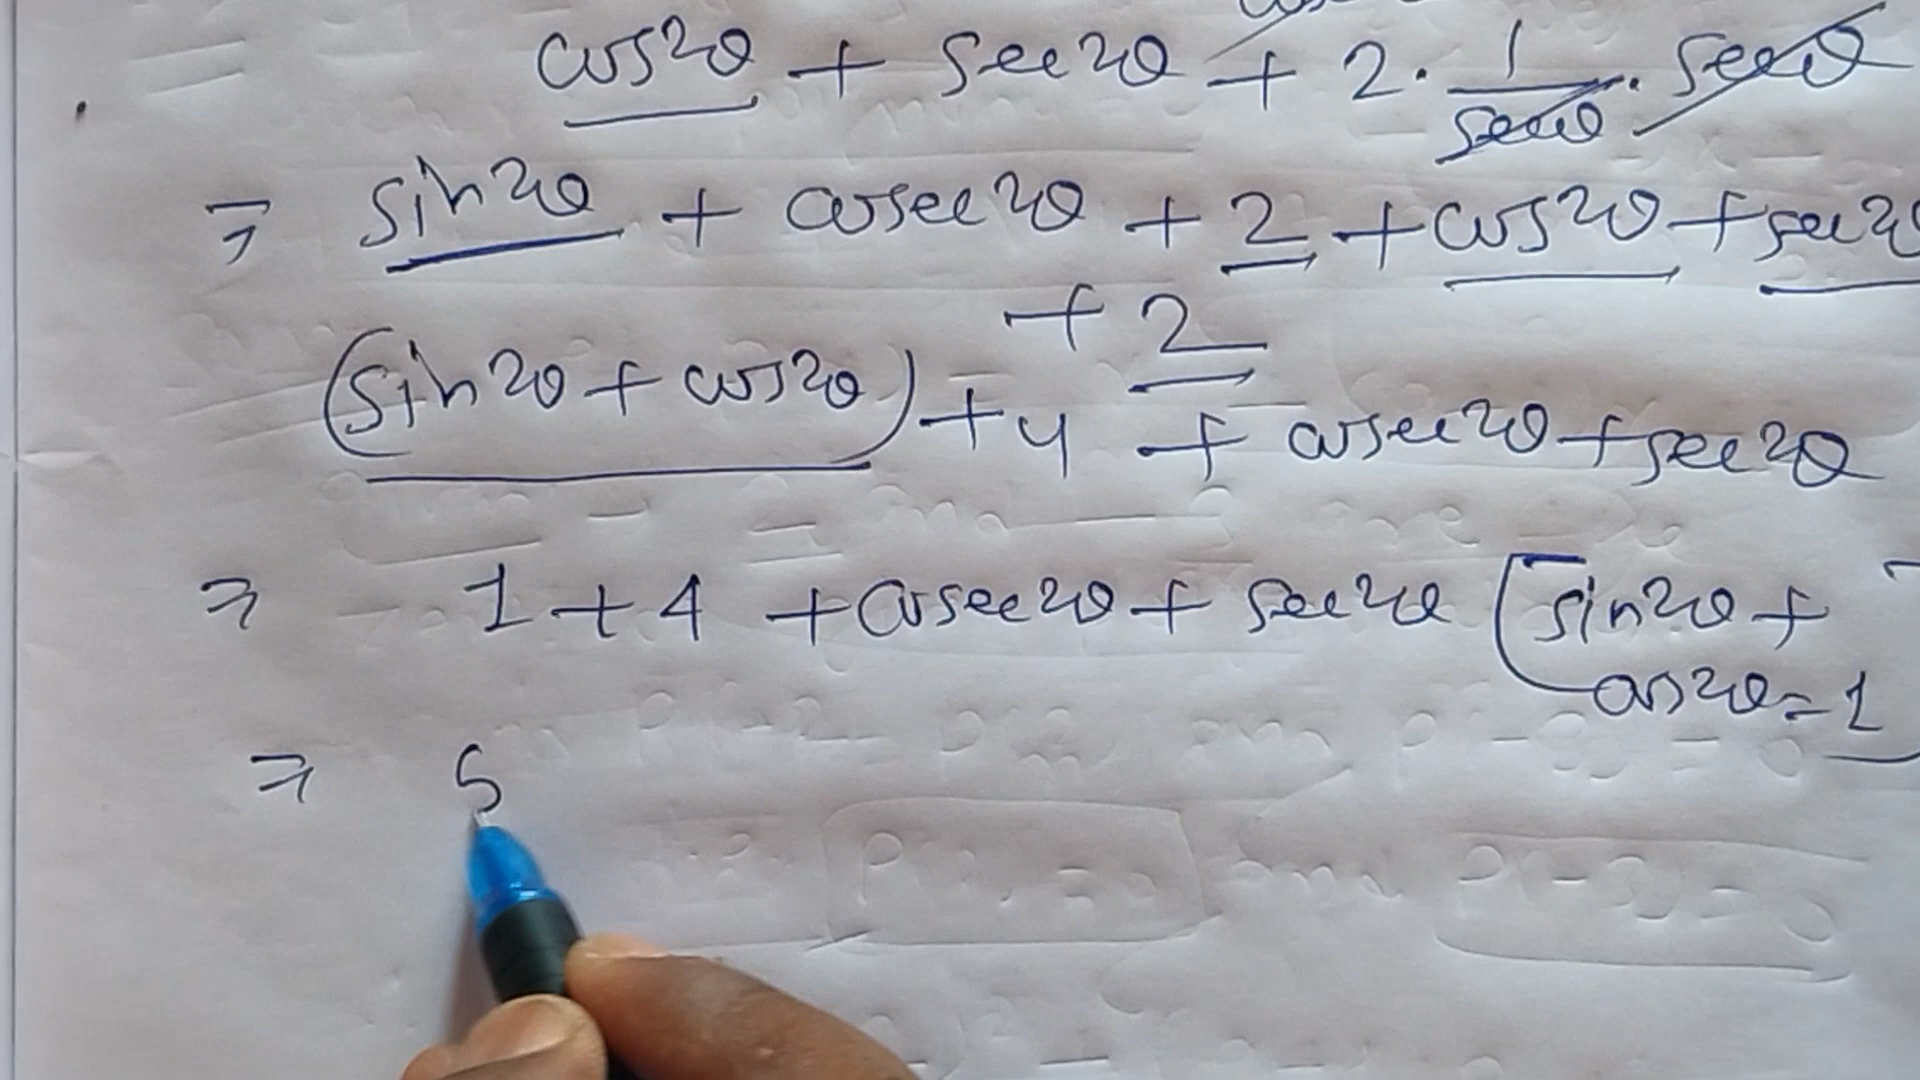 cos²θ + sec²θ + 2 · 1/secθ · secθ
= sin²θ + cosec²θ + 2 + cos²θ + sec²θ
+ 2
(sin²θ + cos²θ) + 4 + cosec²θ + sec²θ
⇒ 1 + 4 + cosec²θ + sec²θ [sin²θ +
cos²θ = 1]
⇒ 5